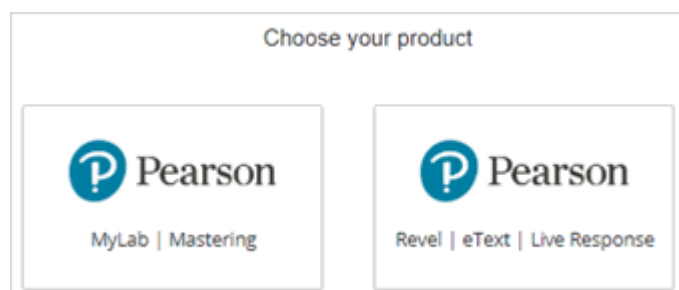 Choose your product
Pearson
MyLab | Mastering
Pearson
Revel | eText | Live Response